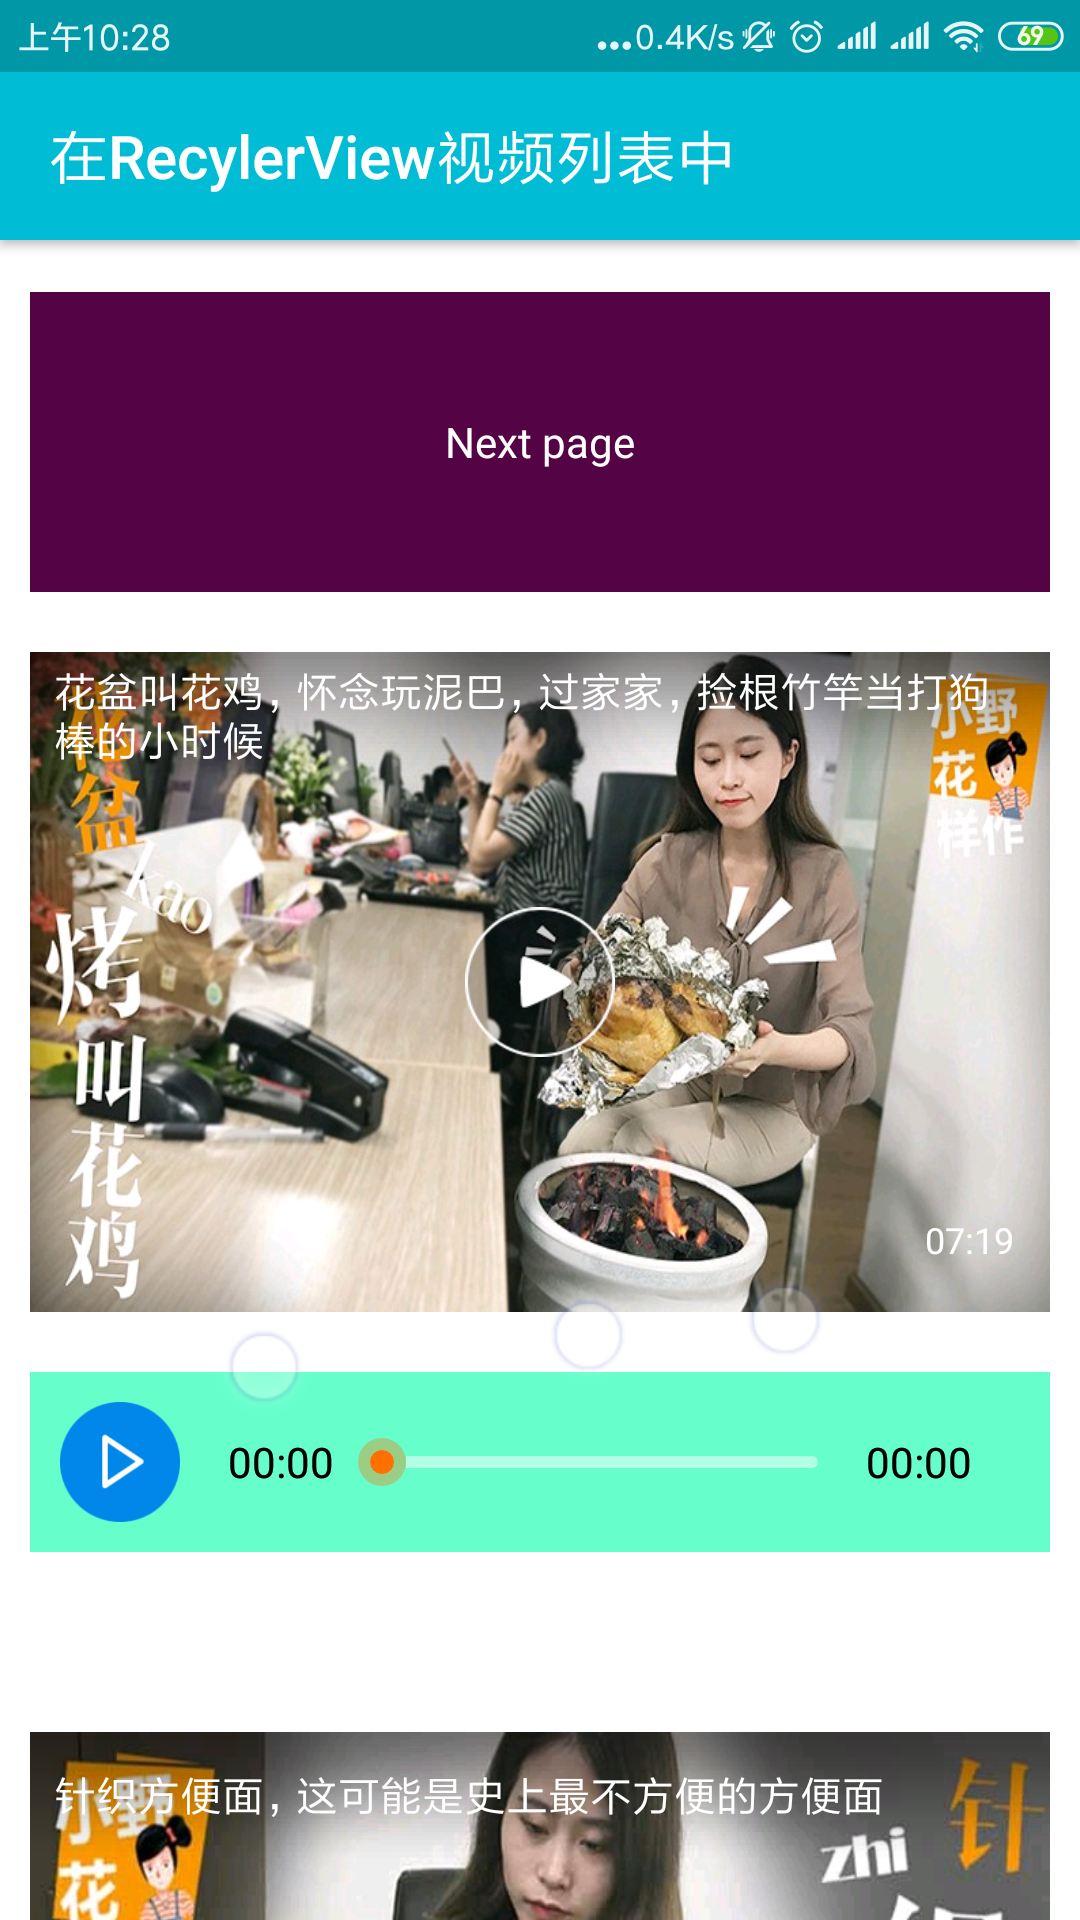 上午10:28
...0.4K/s
69
在RecylerView视频列表中
Next page
花盆叫花鸡，怀念玩泥巴，过家家，捡根竹竿当打狗
棒的小时候
小野
花
样作
盆
kao
烤
叫
花
鸡
07:19
00:00
00:00
针织方便面，这可能是史上最不方便的方便面
小野
花
zhi
针